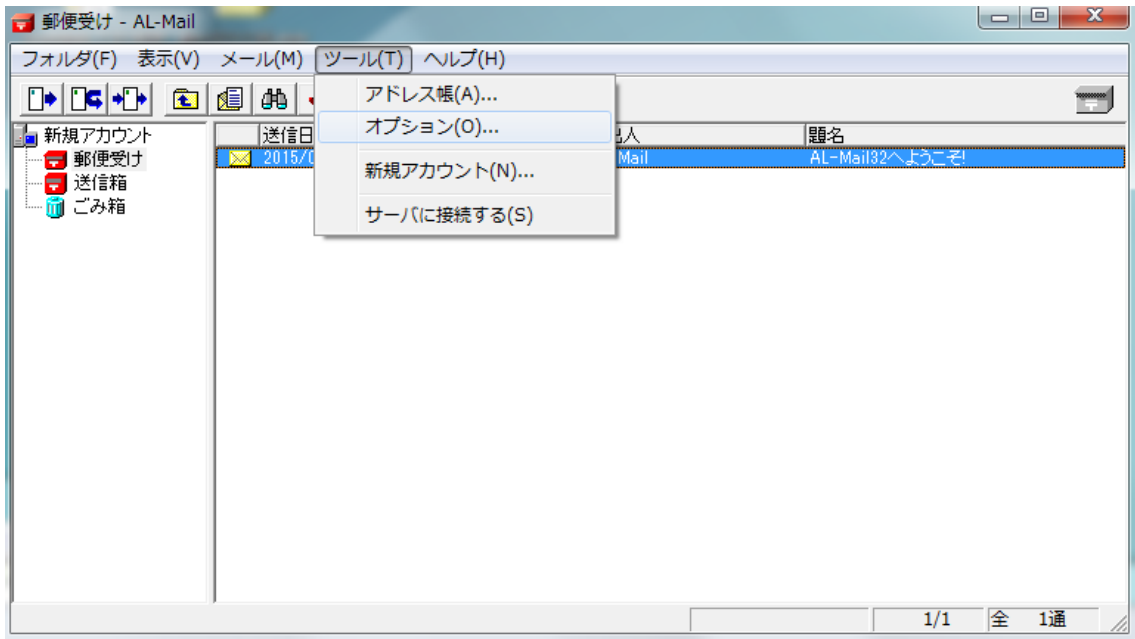 郵便受け - AL-Mail
フォルダ(F) 表示(V) メール(M) ツール(T) ヘルプ(H)
アドレス帳(A)...
オプション(O)...
新規アカウント(N)...
サーバに接続する(S)
新規アカウント
郵便受け
送信箱
ごみ箱
送信日 出人 題名
2015/0 Mail AL-Mail32へようこそ!
1/1 全 1通